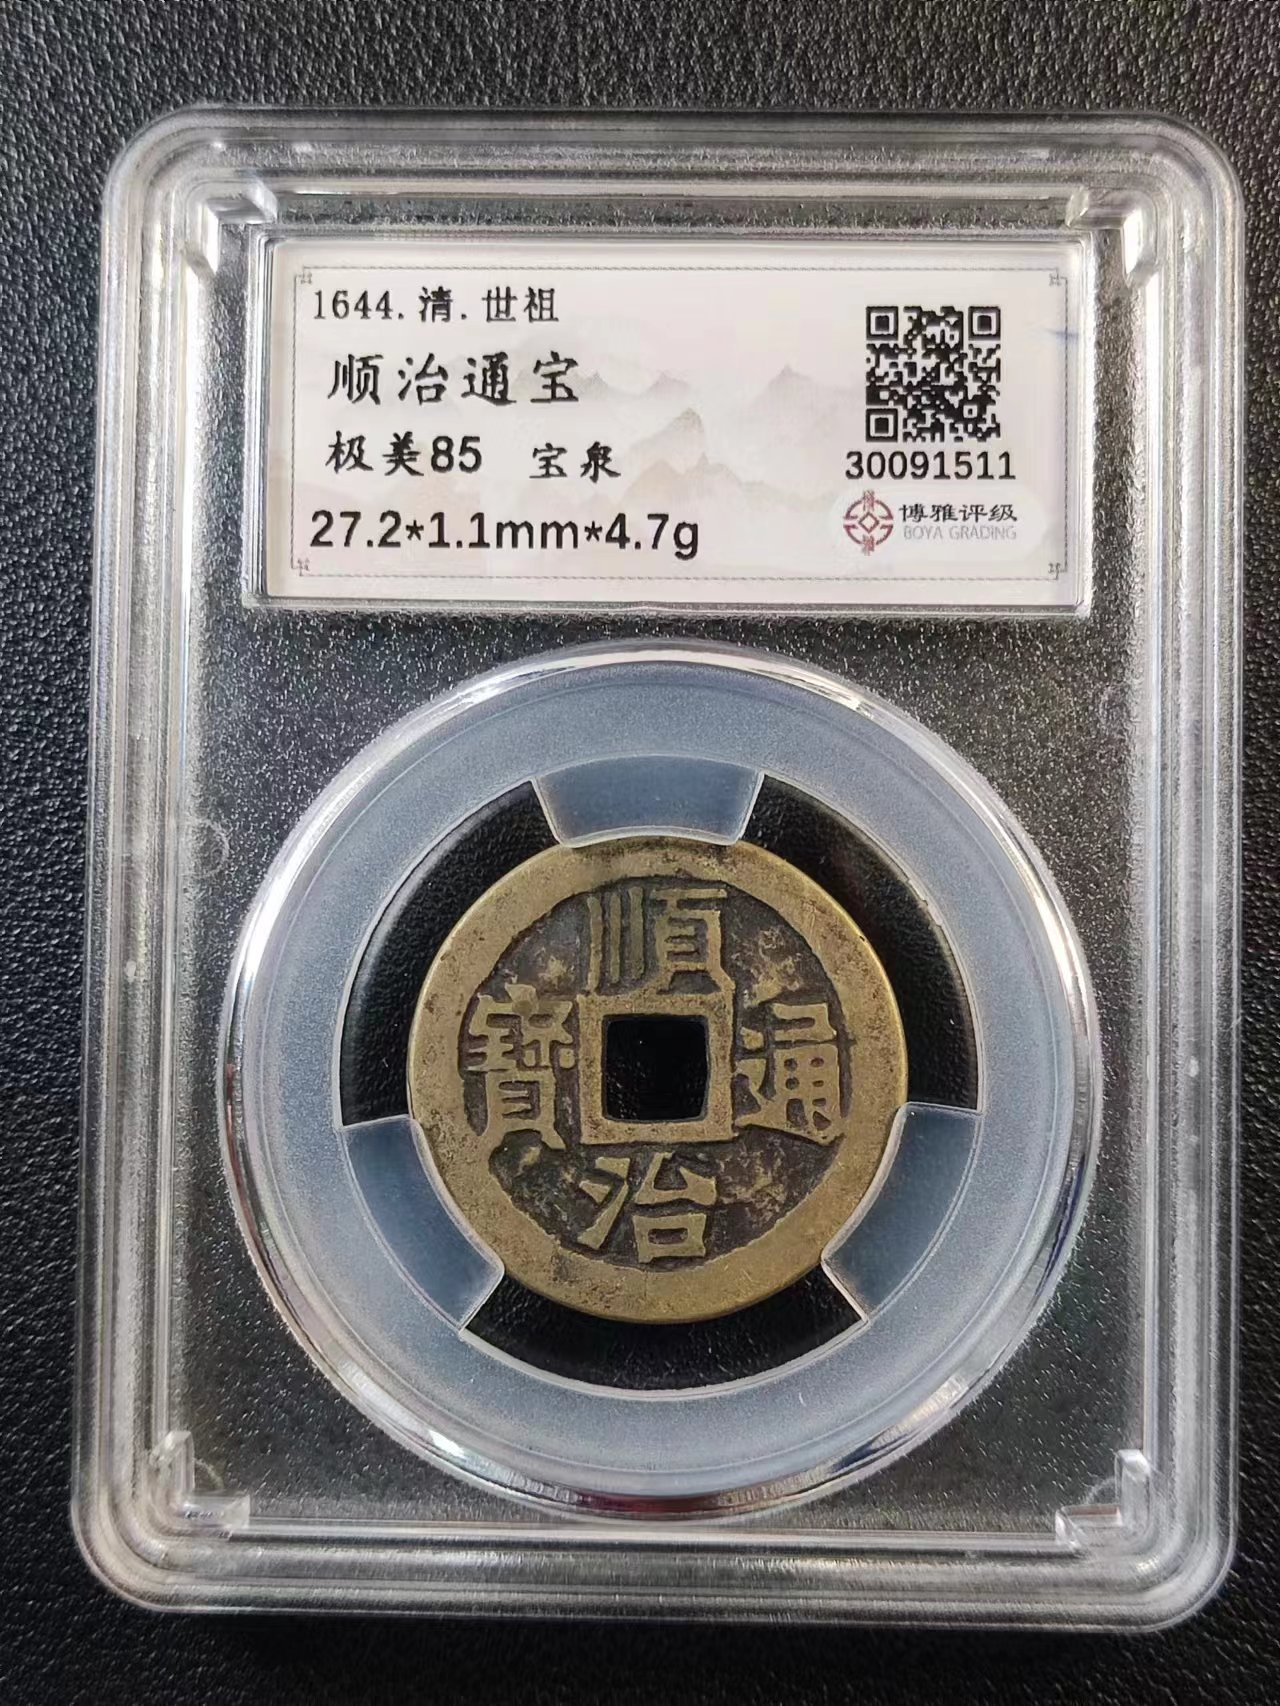 1644.清.世祖
顺治通宝
极美85 宝泉
27.2*1.1mm*4.7g
30091511
博雅评级
BOYA GRADING
順
寶 通
治